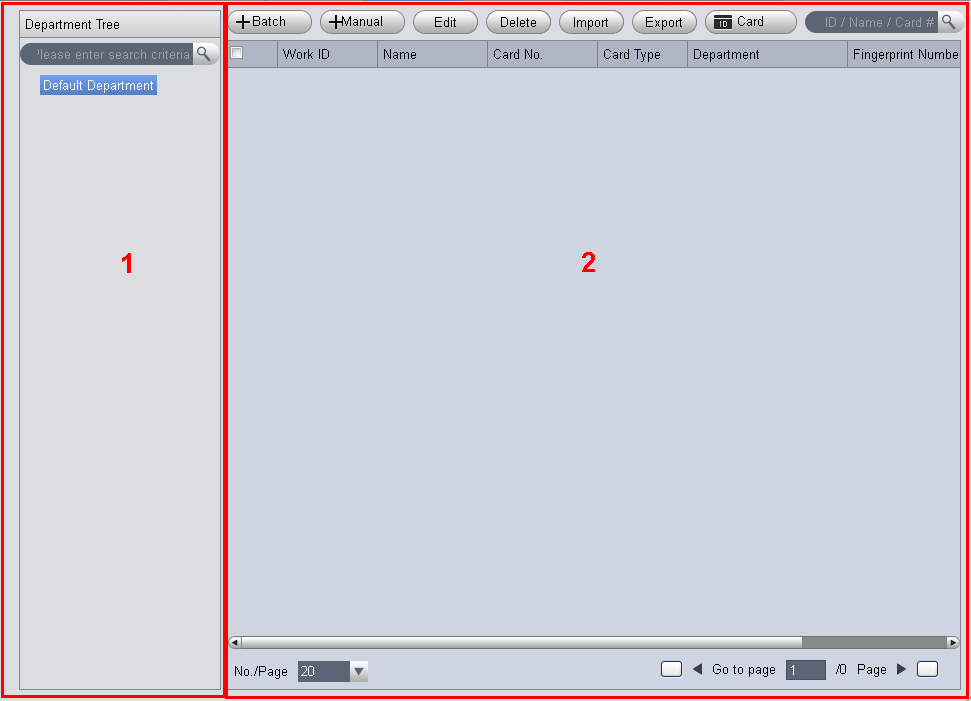 Department Tree
lease enter search criteria
Default Department
1
Batch Manual Edit Delete Import Export ID Card ID / Name / Card #
Work ID Name Card No. Card Type Department Fingerprint Numbe
2
No./Page 20 Go to page 1 /0 Page